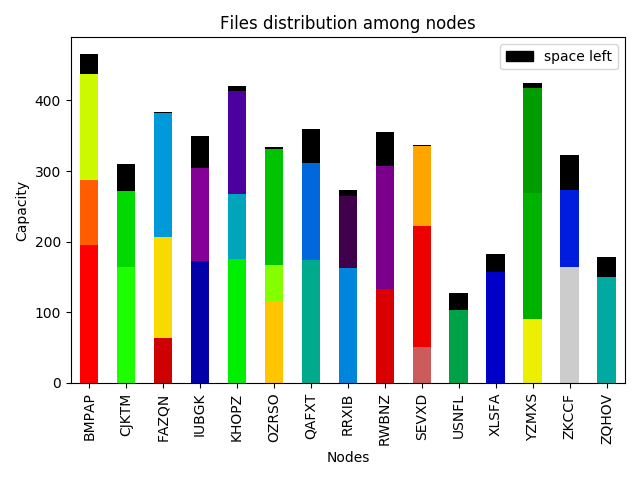 Files distribution among nodes
space left
Capacity
400
300
200
100
0
BMPAP
CJKTM
FAZQN
IUBGK
KHOPZ
OZRSO
QAFXT
RRXIB
RWBNZ
SEVXD
USNFL
XLSFA
YZMXS
ZKCCF
ZQHOV
Nodes